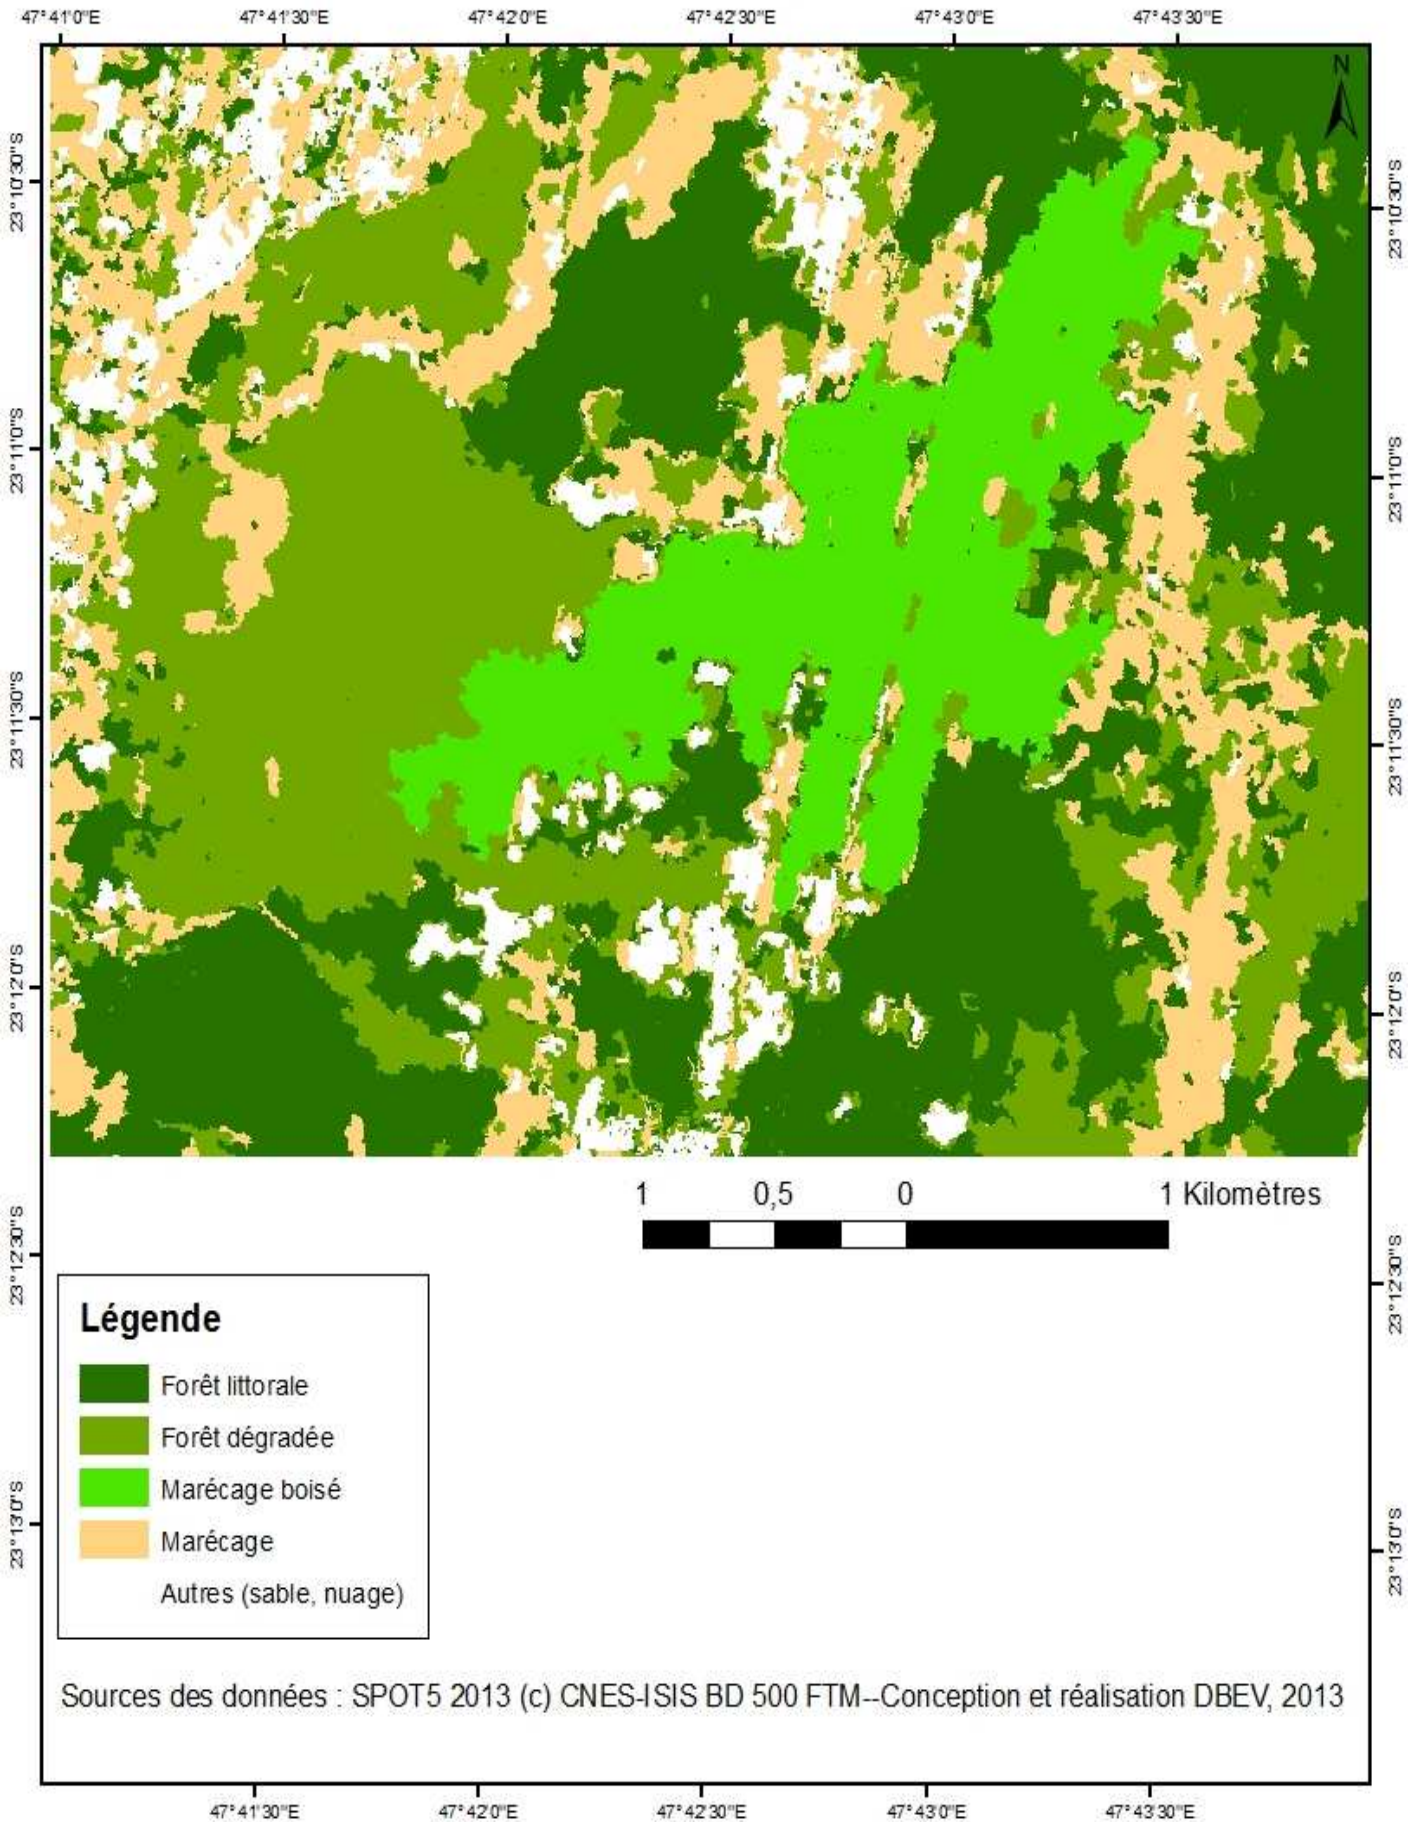 47°41'0"E 47°41'30"E 47°42'0"E 47°42'30"E 47°43'0"E 47°43'30"E
N
23°10'30"S 23°10'30"S
23°11'0"S 23°11'0"S
23°11'30"S 23°11'30"S
23°12'0"S 23°12'0"S
1 0,5 0 1 Kilomètres
23°12'30"S 23°12'30"S
Légende
Forêt littorale
Forêt dégradée
Marécage boisé
23°13'0"S 23°13'0"S
Marécage
Autres (sable, nuage)
Sources des données : SPOT5 2013 (c) CNES-ISIS BD 500 FTM--Conception et réalisation DBEV, 2013
47°41'30"E 47°42'0"E 47°42'30"E 47°43'0"E 47°43'30"E